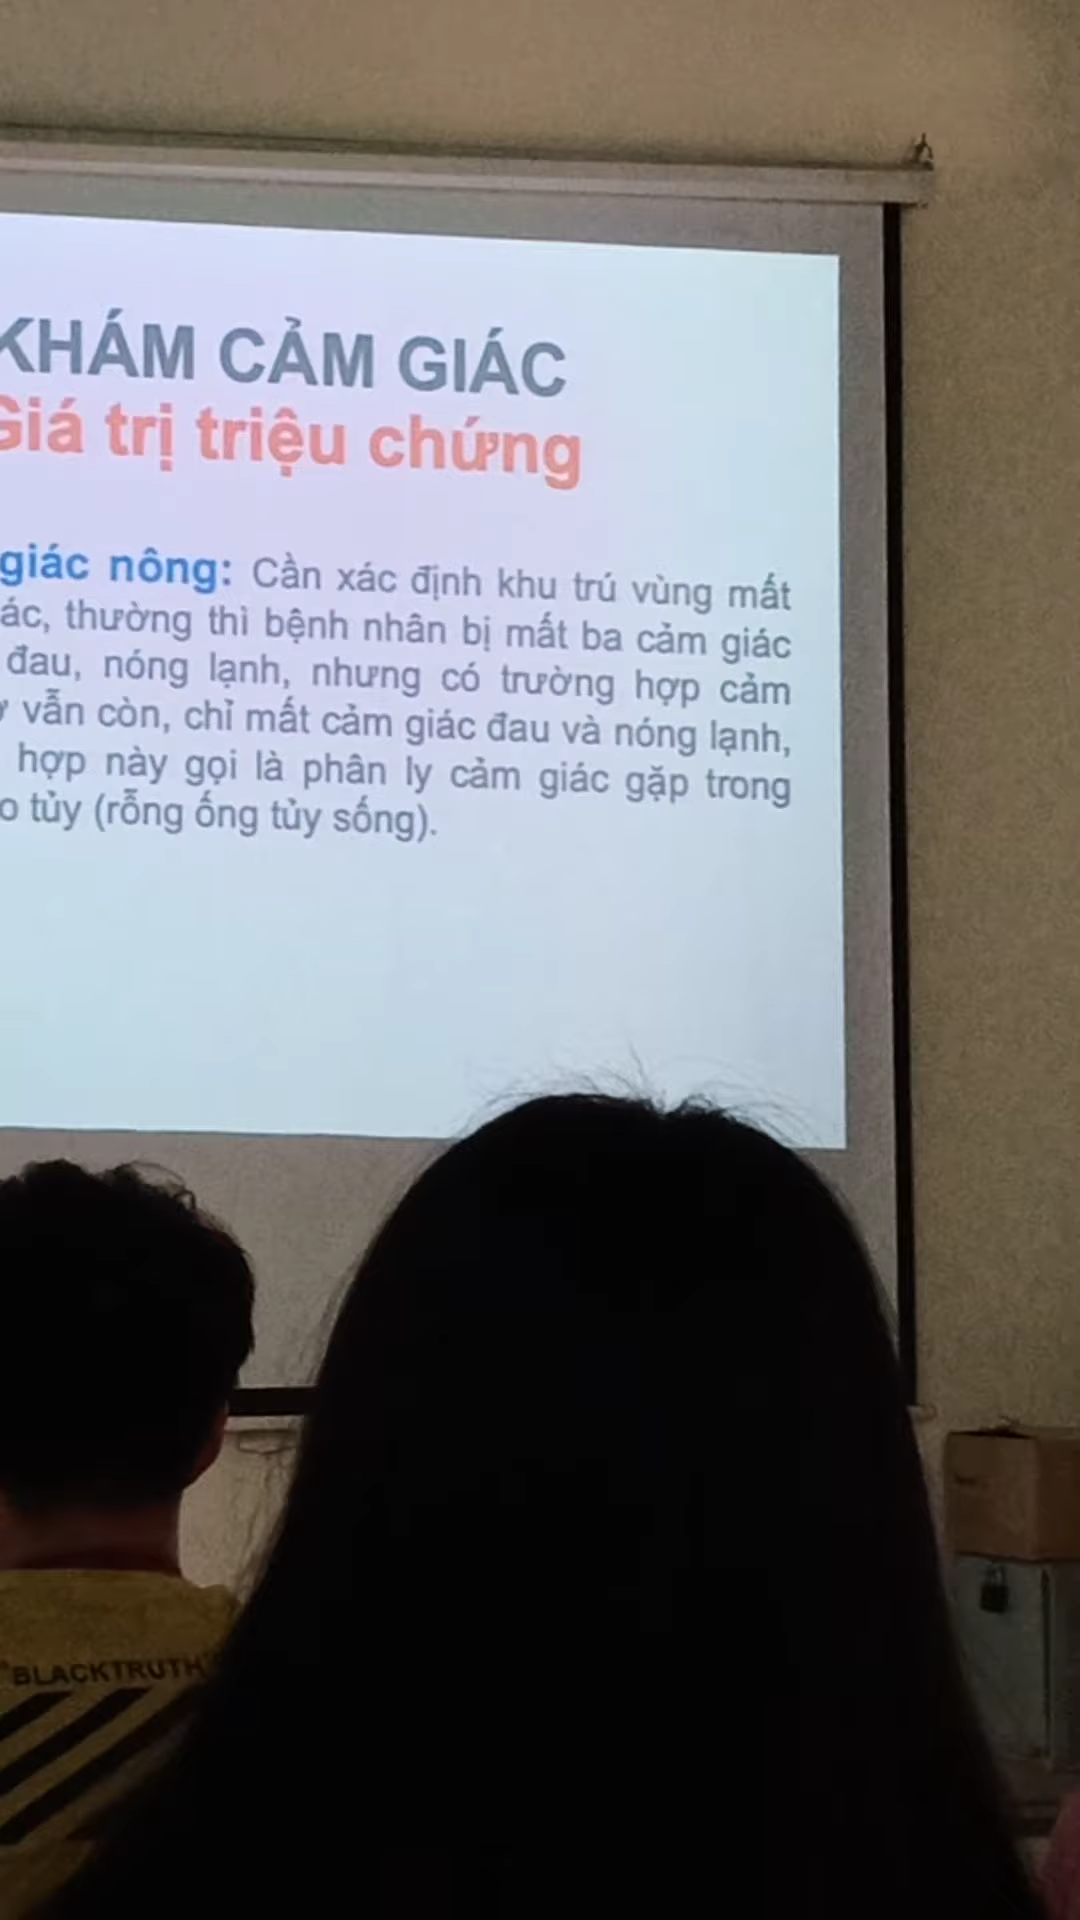 KHÁM CẢM GIÁC
Giá trị triệu chứng
giác nông: Cần xác định khu trú vùng mất
ác, thường thì bệnh nhân bị mất ba cảm giác
đau, nóng lạnh, nhưng có trường hợp cảm
vẫn còn, chỉ mất cảm giác đau và nóng lạnh,
hợp này gọi là phân ly cảm giác gặp trong
o tủy (rỗng ống tủy sống).
"BLACKTRUTH"